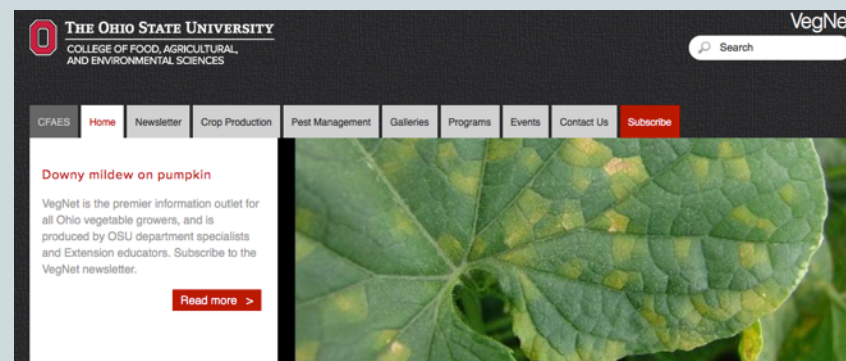 THE OHIO STATE UNIVERSITY
COLLEGE OF FOOD, AGRICULTURAL,
AND ENVIRONMENTAL SCIENCES
VegNe
Search
CFAES Home Newsletter Crop Production Pest Management Galleries Programs Events Contact Us Subscribe
Downy mildew on pumpkin
VegNet is the premier information outlet for
all Ohio vegetable growers, and is
produced by OSU department specialists
and Extension educators. Subscribe to the
VegNet newsletter.
Read more >